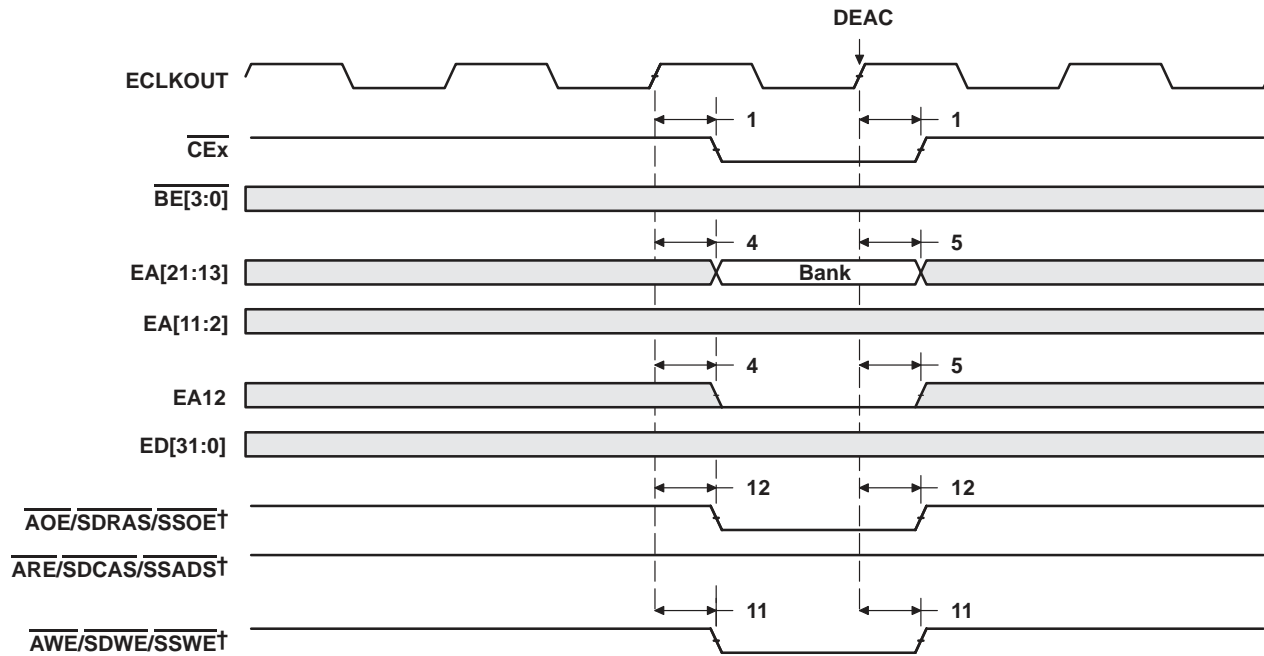 DEAC
ECLKOUT
1 1
CEx
BE[3:0]
4 5
EA[21:13] Bank
EA[11:2]
4 5
EA12
ED[31:0]
12 12
AOE/SDRAS/SSOE†
ARE/SDCAS/SSADS†
11 11
AWE/SDWE/SSWE†